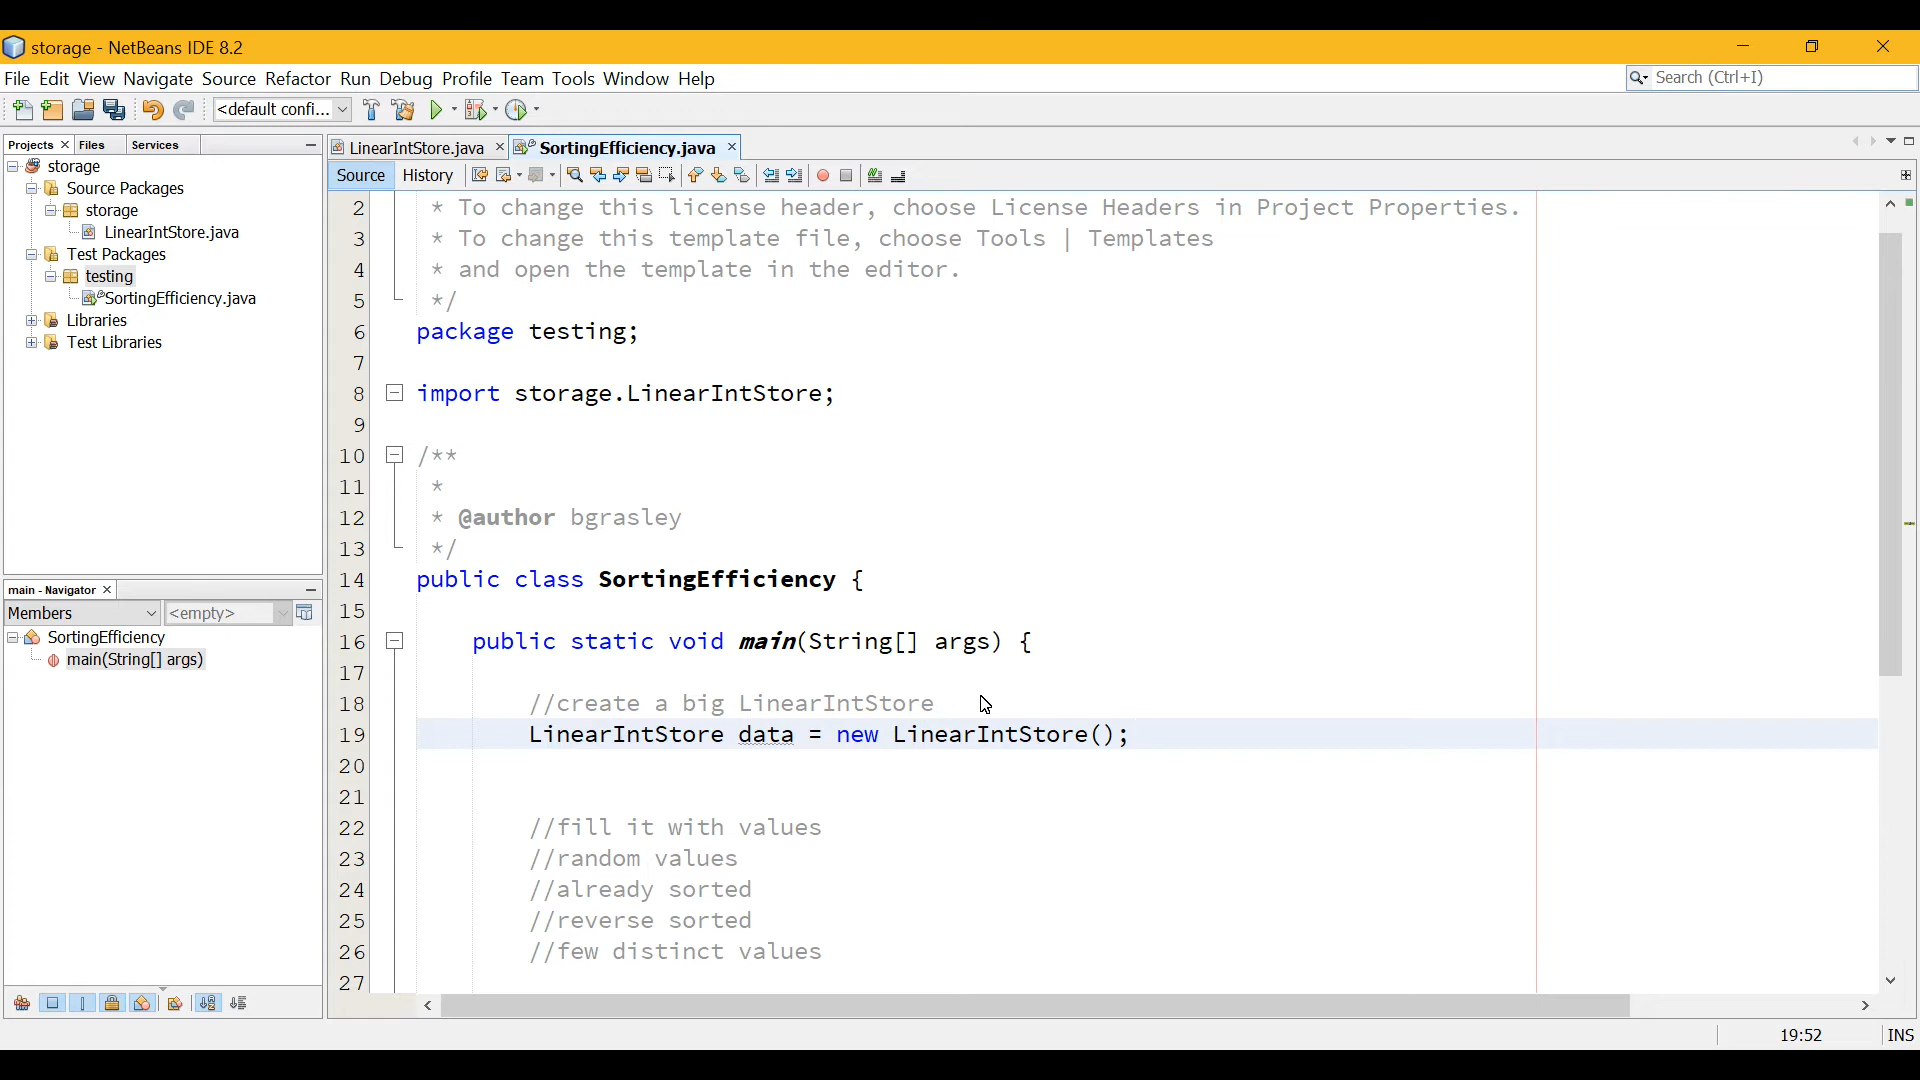 storage - NetBeans IDE 8.2
File Edit View Navigate Source Refactor Run Debug Profile Team Tools Window Help
Search (Ctrl+I)
<default confi...
Projects Files Services
storage
Source Packages
storage
LinearIntStore.java
Test Packages
testing
SortingEfficiency.java
Libraries
Test Libraries
main - Navigator
Members <empty>
SortingEfficiency
main(String[] args)
LinearIntStore.java SortingEfficiency.java
Source History
2 * To change this license header, choose License Headers in Project Properties.
3 * To change this template file, choose Tools | Templates
4 * and open the template in the editor.
5 */
6 package testing;
7
8 import storage.LinearIntStore;
9
10 /**
11 *
12 * @author bgrasley
13 */
14 public class SortingEfficiency {
15
16 public static void main(String[] args) {
17
18 //create a big LinearIntStore
19 LinearIntStore data = new LinearIntStore();
20
21
22 //fill it with values
23 //random values
24 //already sorted
25 //reverse sorted
26 //few distinct values
27
19:52 INS